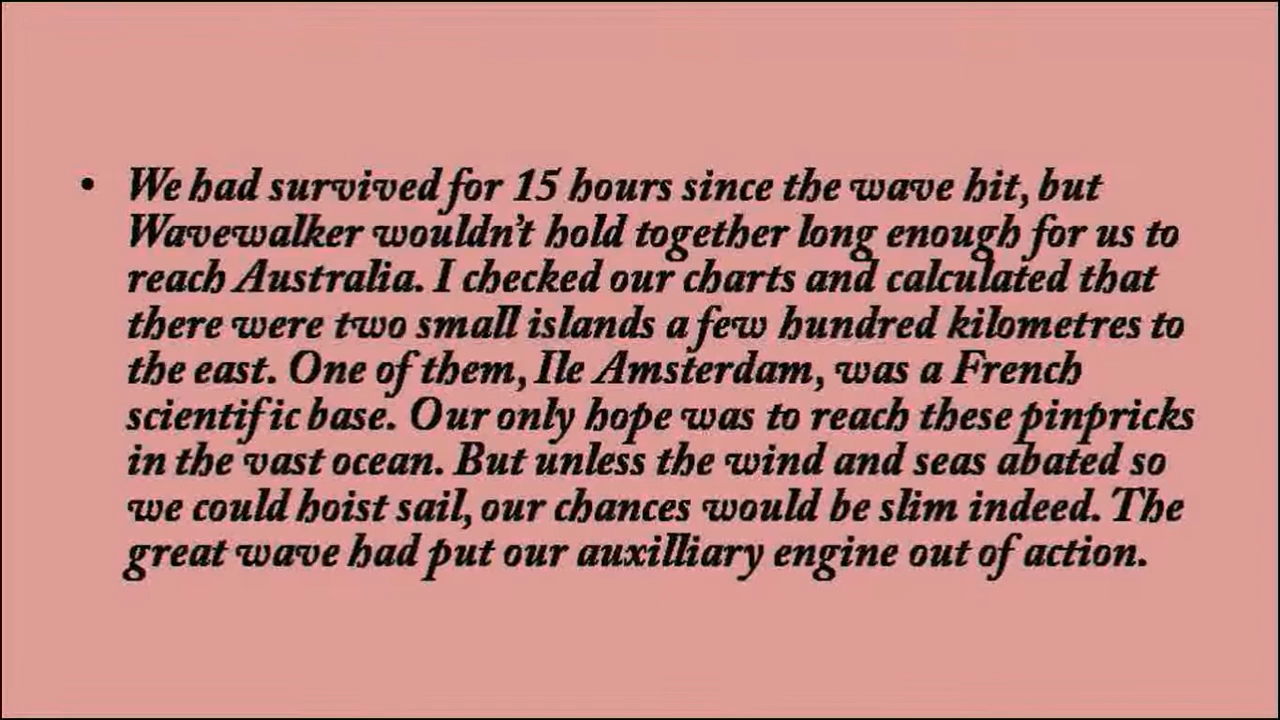 • We had survived for 15 hours since the wave hit, but
Wavewalker wouldn't hold together long enough for us to
reach Australia. I checked our charts and calculated that
there were two small islands a few hundred kilometres to
the east. One of them, Ile Amsterdam, was a French
scientific base. Our only hope was to reach these pinpricks
in the vast ocean. But unless the wind and seas abated so
we could hoist sail, our chances would be slim indeed. The
great wave had put our auxilliary engine out of action.